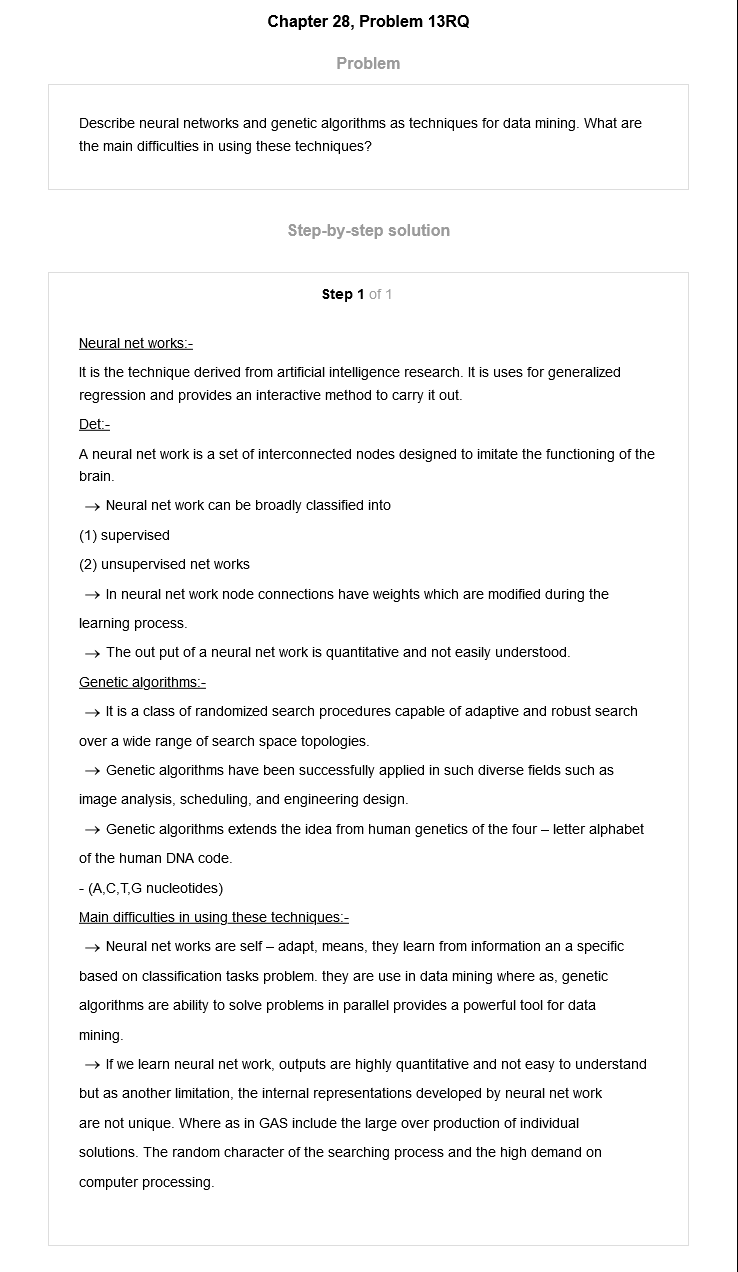 Chapter 28, Problem 13RQ
Problem
Describe neural networks and genetic algorithms as techniques for data mining. What are
the main difficulties in using these techniques?
Step-by-step solution
Step 1 of 1
Neural net works:-
It is the technique derived from artificial intelligence research. It is uses for generalized
regression and provides an interactive method to carry it out.
Det:-
A neural net work is a set of interconnected nodes designed to imitate the functioning of the
brain.
→ Neural net work can be broadly classified into
(1) supervised
(2) unsupervised net works
→ In neural net work node connections have weights which are modified during the
learning process.
→ The out put of a neural net work is quantitative and not easily understood.
Genetic algorithms:-
→ It is a class of randomized search procedures capable of adaptive and robust search
over a wide range of search space topologies.
→ Genetic algorithms have been successfully applied in such diverse fields such as
image analysis, scheduling, and engineering design.
→ Genetic algorithms extends the idea from human genetics of the four – letter alphabet
of the human DNA code.
- (A,C,T,G nucleotides)
Main difficulties in using these techniques:-
→ Neural net works are self – adapt, means, they learn from information an a specific
based on classification tasks problem. they are use in data mining where as, genetic
algorithms are ability to solve problems in parallel provides a powerful tool for data
mining.
→ If we learn neural net work, outputs are highly quantitative and not easy to understand
but as another limitation, the internal representations developed by neural net work
are not unique. Where as in GAS include the large over production of individual
solutions. The random character of the searching process and the high demand on
computer processing.